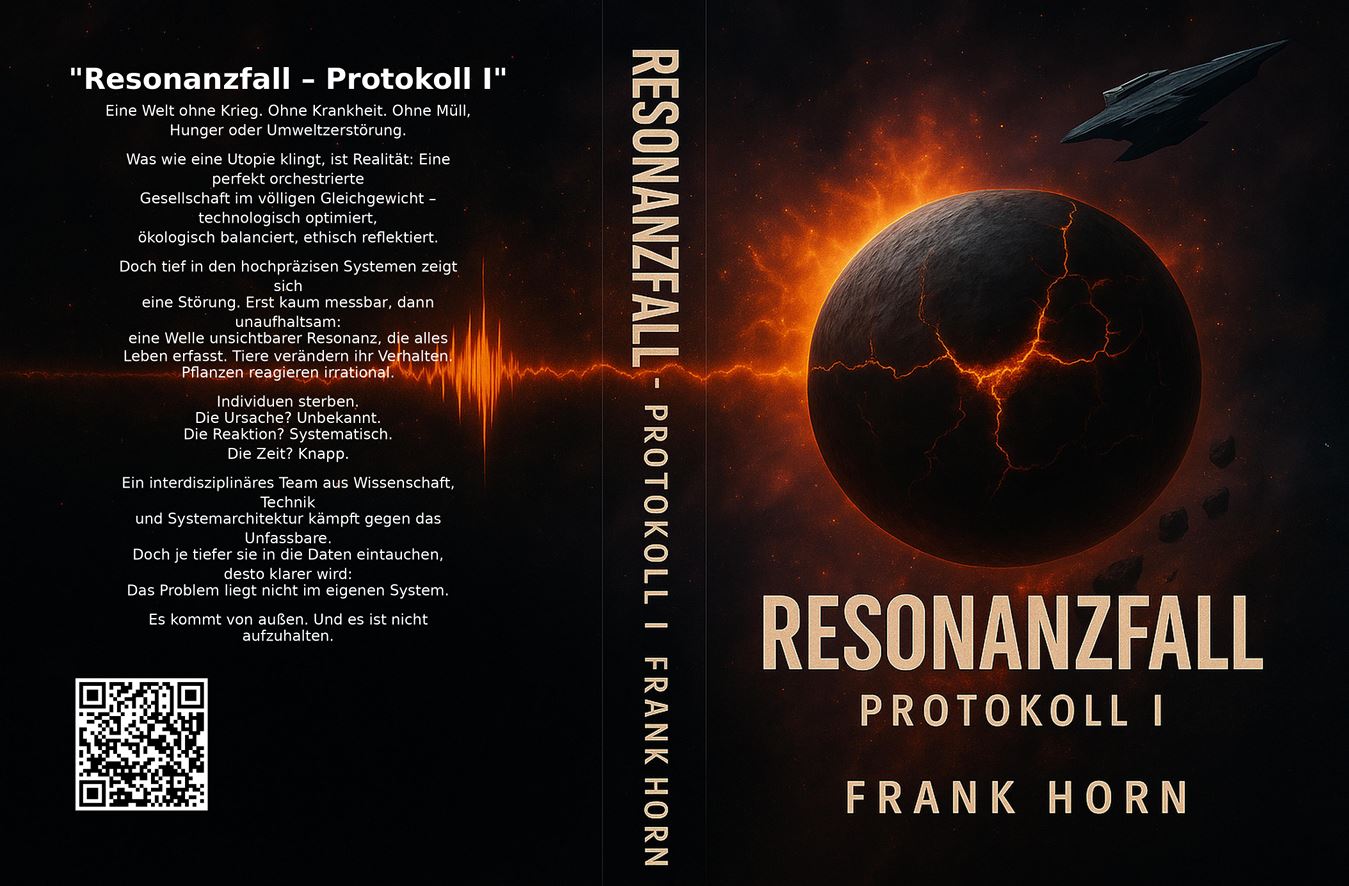 "Resonanzfall – Protokoll I"
Eine Welt ohne Krieg. Ohne Krankheit. Ohne Müll,
Hunger oder Umweltzerstörung.
Was wie eine Utopie klingt, ist Realität: Eine
perfekt orchestrierte
Gesellschaft im völligen Gleichgewicht –
technologisch optimiert,
ökologisch balanciert, ethisch reflektiert.
Doch tief in den hochpräzisen Systemen zeigt
sich
eine Störung. Erst kaum messbar, dann
unaufhaltsam:
eine Welle unsichtbarer Resonanz, die alles
Leben erfasst. Tiere verändern ihr Verhalten.
Pflanzen reagieren irrational.
Individuen sterben.
Die Ursache? Unbekannt.
Die Reaktion? Systematisch.
Die Zeit? Knapp.
Ein interdisziplinäres Team aus Wissenschaft,
Technik
und Systemarchitektur kämpft gegen das
Unfassbare.
Doch je tiefer sie in die Daten eintauchen,
desto klarer wird:
Das Problem liegt nicht im eigenen System.
Es kommt von außen. Und es ist nicht
aufzuhalten.
RESONANZFALL - PROTOKOLL I FRANK HORN
RESONANZFALL
PROTOKOLL I
FRANK HORN